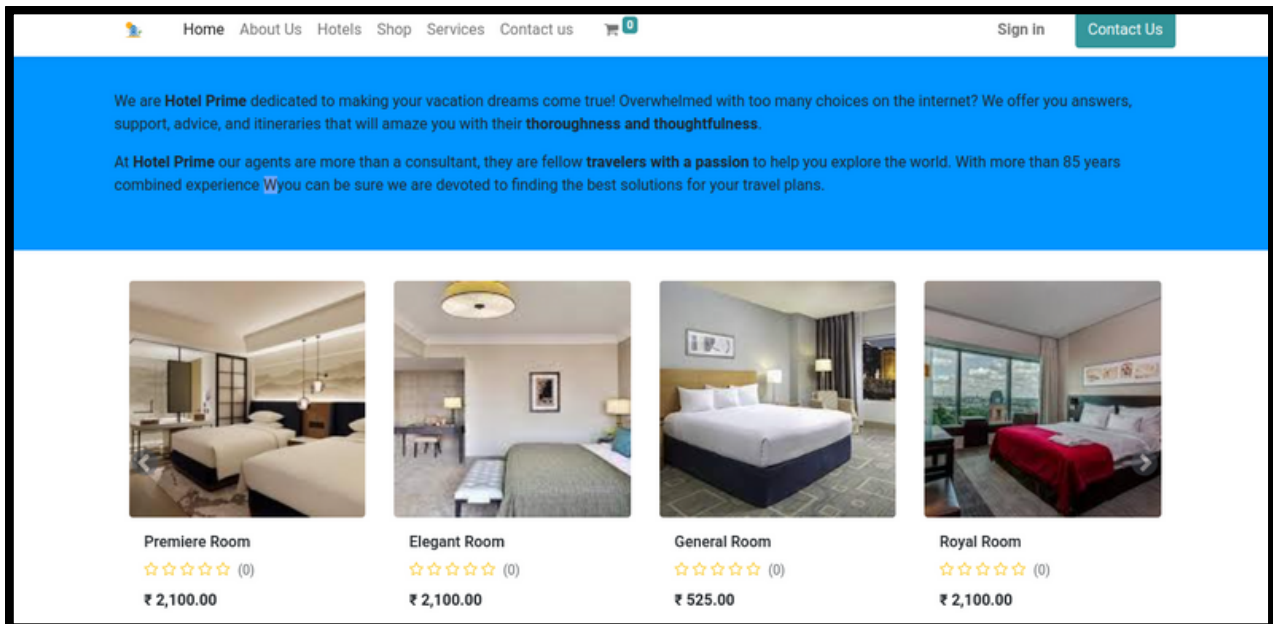 Home About Us Hotels Shop Services Contact us 0 Sign in Contact Us
We are Hotel Prime dedicated to making your vacation dreams come true! Overwhelmed with too many choices on the internet? We offer you answers,
support, advice, and itineraries that will amaze you with their thoroughness and thoughtfulness.
At Hotel Prime our agents are more than a consultant, they are fellow travelers with a passion to help you explore the world. With more than 85 years
combined experience Wyou can be sure we are devoted to finding the best solutions for your travel plans.
Premiere Room Elegant Room General Room Royal Room
(0) (0) (0) (0)
₹ 2,100.00 ₹ 2,100.00 ₹ 525.00 ₹ 2,100.00